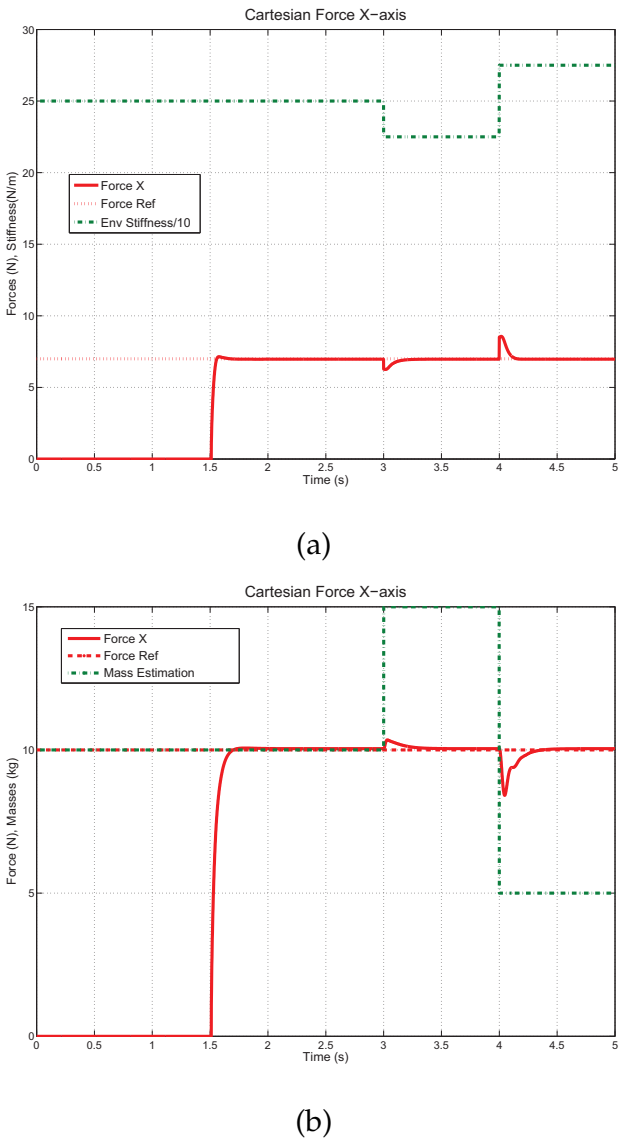 Cartesian Force X−axis
30
25
20
15
10
5
0
Forces (N), Stiffness(N/m)
Force X
Force Ref
Env Stiffness/10
0 0.5 1 1.5 2 2.5 3 3.5 4 4.5 5
Time (s)
(a)
Cartesian Force X−axis
15
10
5
0
Force (N), Masses (kg)
Force X
Force Ref
Mass Estimation
0 0.5 1 1.5 2 2.5 3 3.5 4 4.5 5
Time (s)
(b)